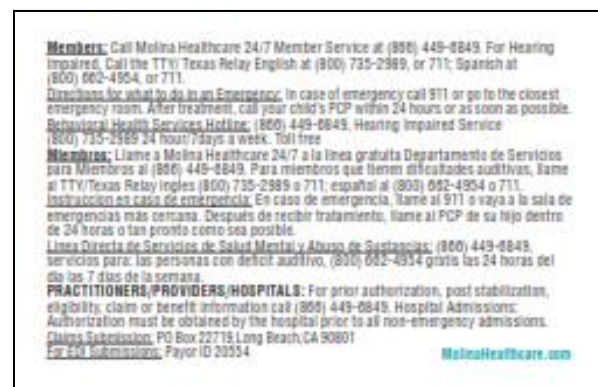 Members: Call Molina Healthcare 24/7 Member Service at (866) 449-6849. For Hearing
Impaired, Call the TTY/ Texas Relay English at (800) 735-2989, or 711; Spanish at
(800) 662-4954, or 711.
Directions for what to do in an Emergency: In case of emergency call 911 or go to the closest
emergency room. After treatment, call your child's PCP within 24 hours or as soon as possible.
Behavioral Health Services Hotline: (866) 449-6849, Hearing Impaired Service
(800) 735-2989 24 hour/7days a week. Toll free
Miembros: Llame a Molina Healthcare 24/7 a la linea gratuita Departamento de Servicios
para Miembros al (866) 449-6849. Para miembros que tienen dificultades auditivas, llame
al TTY/Texas Relay Ingles (800) 735-2989 o 711; español al (800) 662-4954 o 711.
Instruccion en caso de emergencia: En caso de emergencia, llame al 911 o vaya a la sala de
emergencias más cercana. Después de recibir tratamiento, llame al PCP de su hijo dentro
de 24 horas o tan pronto como sea posible.
Linea Directa de Servicios de Salud Mental y Abuso de Sustancias: (866) 449-6849,
servicios para: las personas con deficit auditivo, (800) 662-4954 gratis las 24 horas del
dia las 7 dias de la semana.
PRACTITIONERS/PROVIDERS/HOSPITALS: For prior authorization, post stabilization,
eligibility, claim or benefit information call (866) 449-6849. Hospital Admissions:
Authorization must be obtained by the hospital prior to all non-emergency admissions.
Claims Submission: PO Box 22719,Long Beach,CA 90801
For EDI Submissions: Payor ID 20554
MolinaHealthcare.com